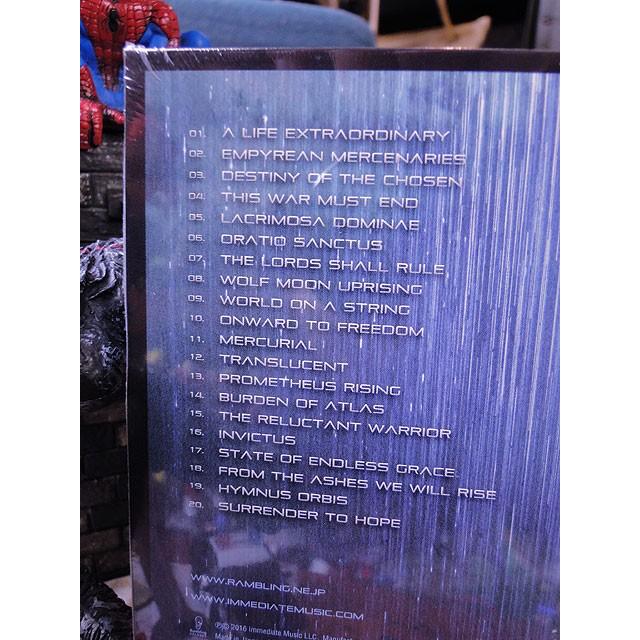 01. A LIFE EXTRAORDINARY
02. EMPYREAN MERCENARIES
03. DESTINY OF THE CHOSEN
04. THIS WAR MUST END
05. LACRIMOSA DOMINAE
06. ORATIO SANCTUS
07. THE LORDS SHALL RULE
08. WOLF MOON UPRISING
09. WORLD ON A STRING
10. ONWARD TO FREEDOM
11. MERCURIAL
12. TRANSLUCENT
13. PROMETHEUS RISING
14. BURDEN OF ATLAS
15. THE RELUCTANT WARRIOR
16. INVICTUS
17. STATE OF ENDLESS GRACE
18. FROM THE ASHES WE WILL RISE
19. HYMNUS ORBIS
20. SURRENDER TO HOPE
WWW.RAMBLING.NE.JP
WWW.IMMEDIATEMUSIC.COM
℗© 2016 Immediate Music LLC.
Made in